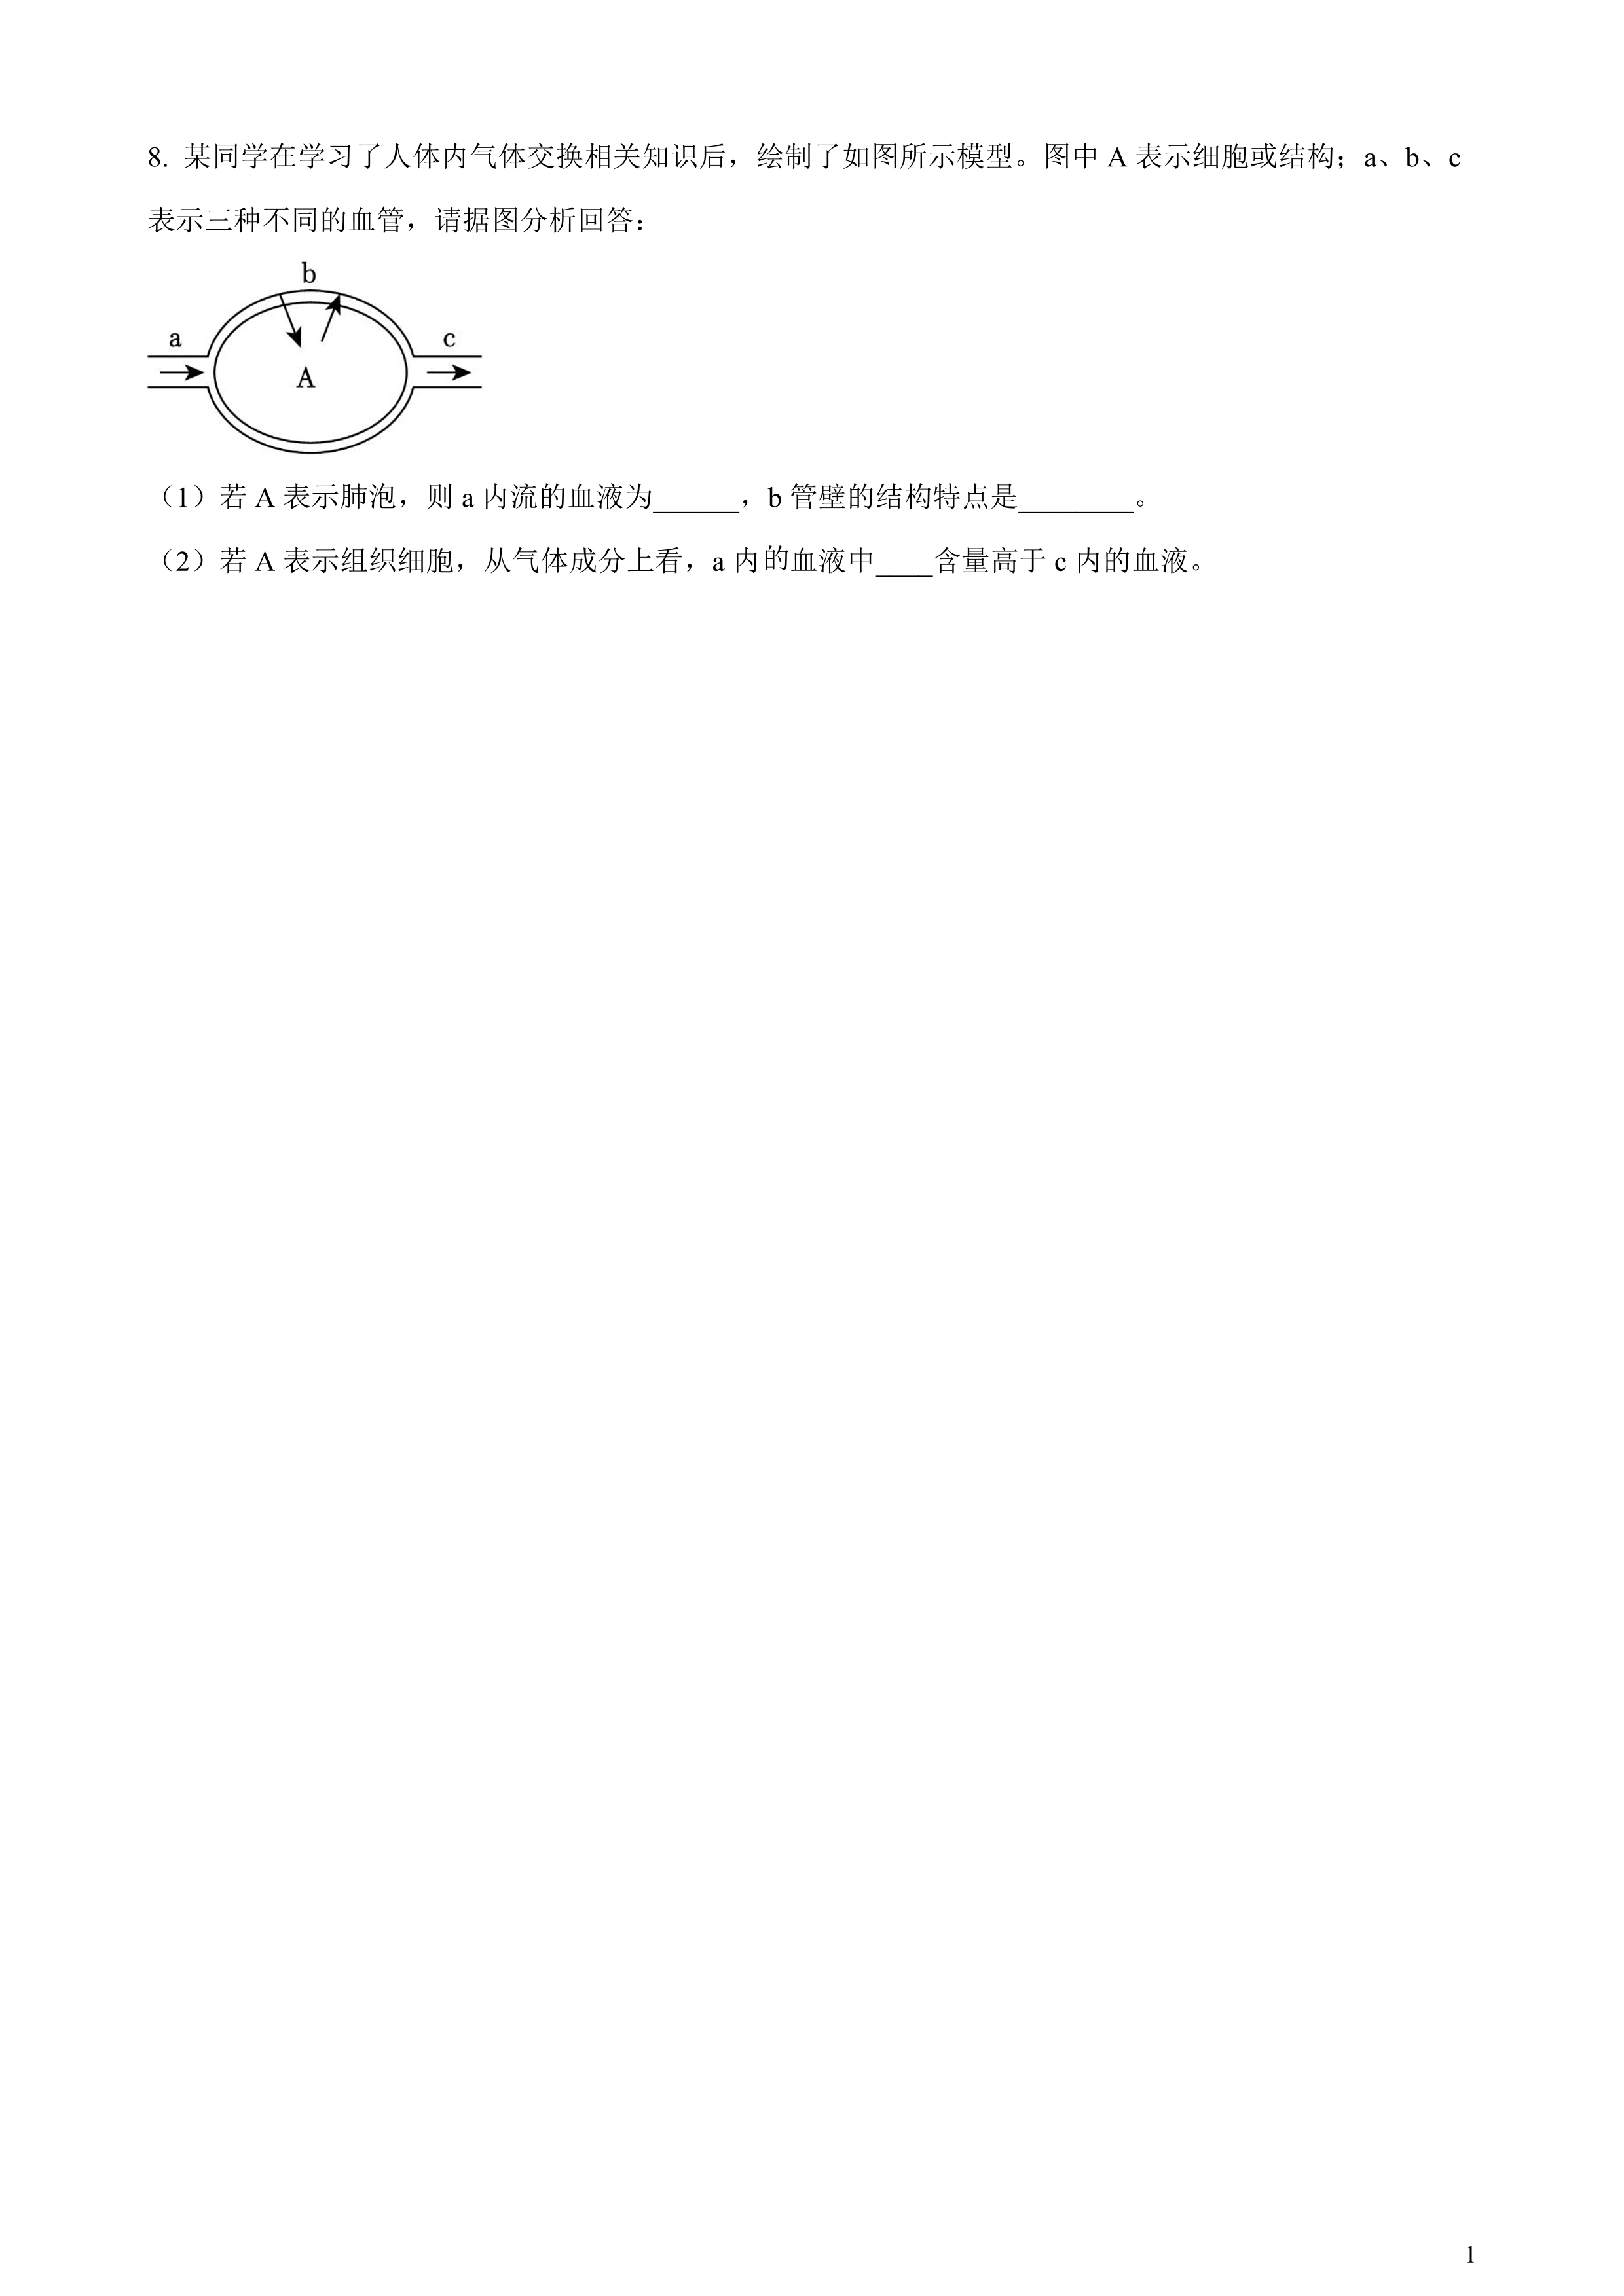 8. 某同学在学习了人体内气体交换相关知识后，绘制了如图所示模型。图中 A 表示细胞或结构；a、b、c
表示三种不同的血管，请据图分析回答：
b
a
c
A
（1）若 A 表示肺泡，则 a 内流的血液为______，b 管壁的结构特点是________。
（2）若 A 表示组织细胞，从气体成分上看，a 内的血液中____含量高于 c 内的血液。
1